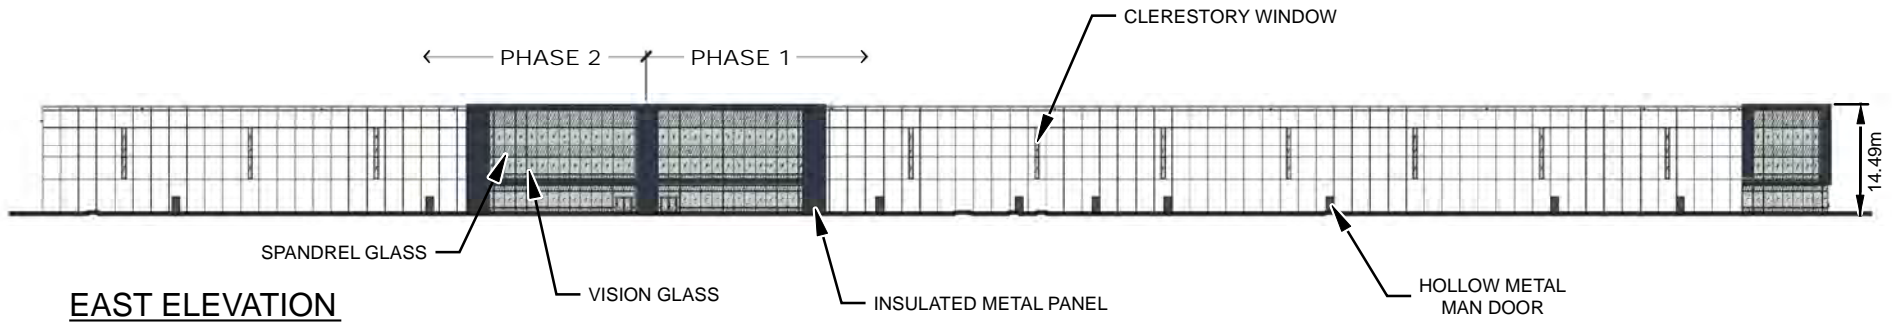 CLERESTORY WINDOW
PHASE 2
PHASE 1
14.49m
SPANDREL GLASS
VISION GLASS
INSULATED METAL PANEL
HOLLOW METAL
MAN DOOR
EAST ELEVATION